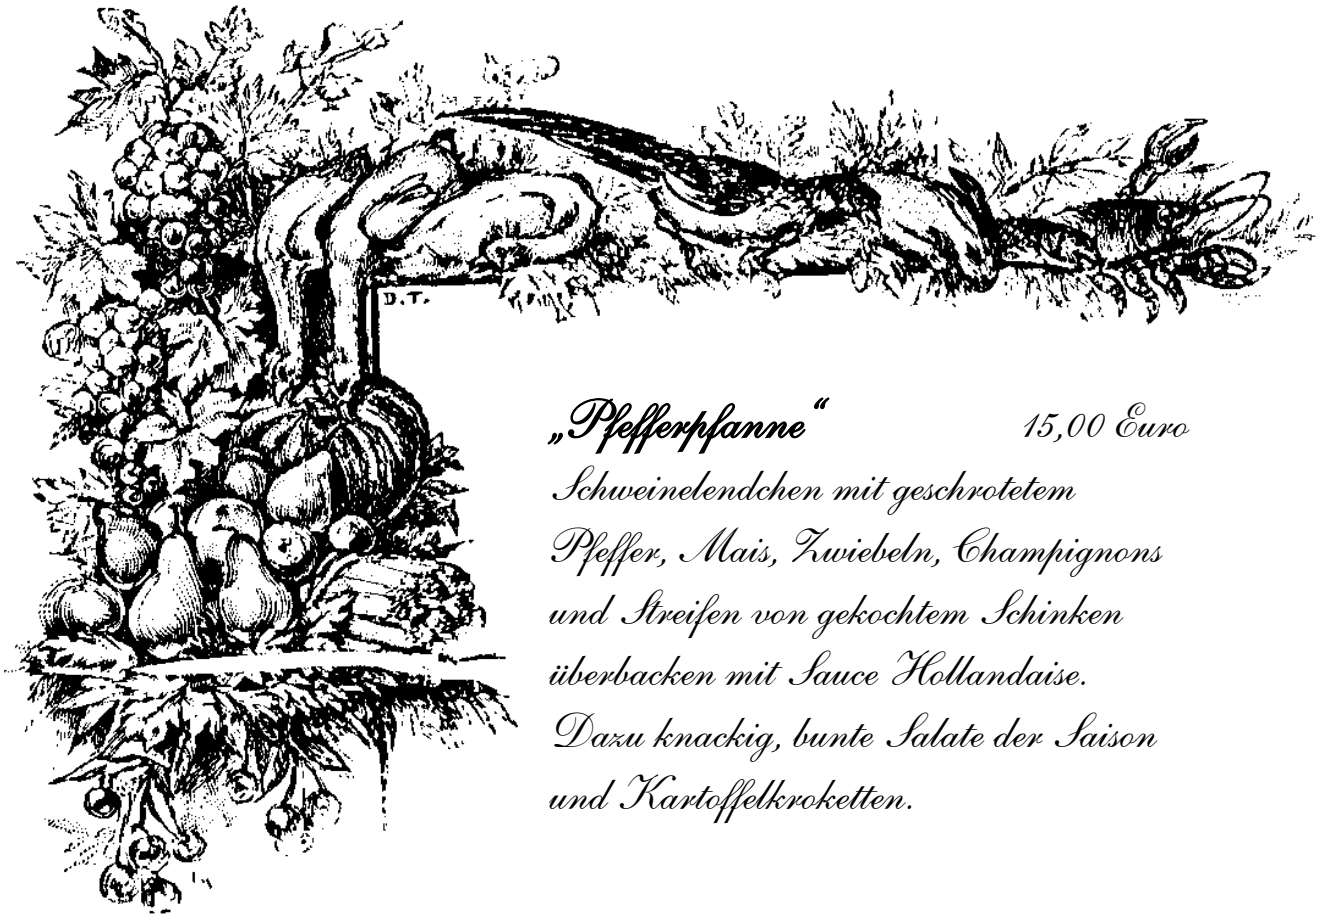 D.T.
„Pfefferpfanne“ 15,00 Euro
Schweinelendchen mit geschrotetem
Pfeffer, Mais, Zwiebeln, Champignons
und Streifen von gekochtem Schinken
überbacken mit Sauce Hollandaise.
Dazu knackig, bunte Salate der Saison
und Kartoffelkroketten.